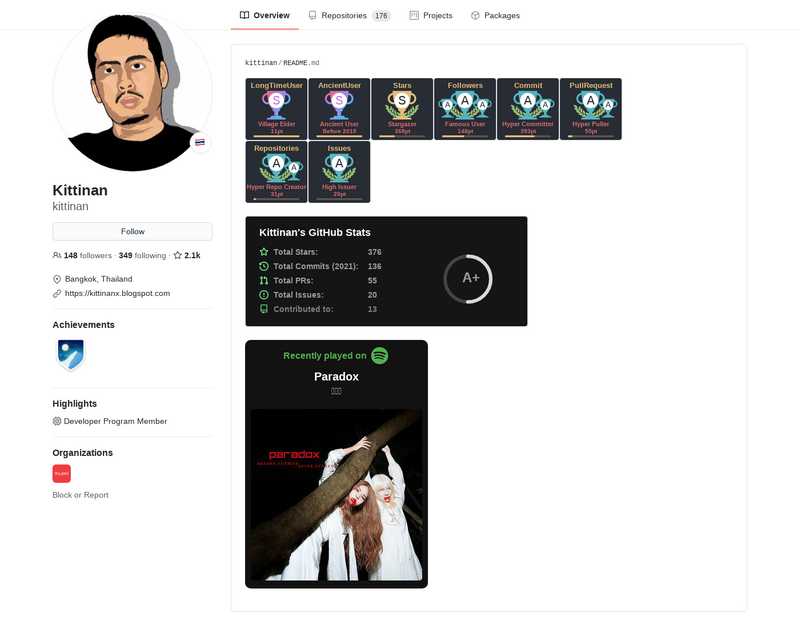 Overview
Repositories 176
Projects
Packages
Kittinan
kittinan
Follow
148 followers · 349 following · 2.1k
Bangkok, Thailand
https://kittinanx.blogspot.com
Achievements
Highlights
Developer Program Member
Organizations
Block or Report
kittinan/README.md
LongTimeUser
S
Village Elder
11pt
AncientUser
S
Ancient User
Before 2010
Stars
S
Stargazer
Followers
A A A
Famous User
148pt
Commit
A A
Hyper Committer
393pt
PullRequest
A A
Hyper Puller
55pt
Repositories
A A
Hyper Repo Creator
31pt
Issues
A
High Issuer
20pt
Kittinan's GitHub Stats
Total Stars: 376
Total Commits (2021): 136
Total PRs: 55
Total Issues: 20
Contributed to: 13
A+
Recently played on
Paradox
paradox